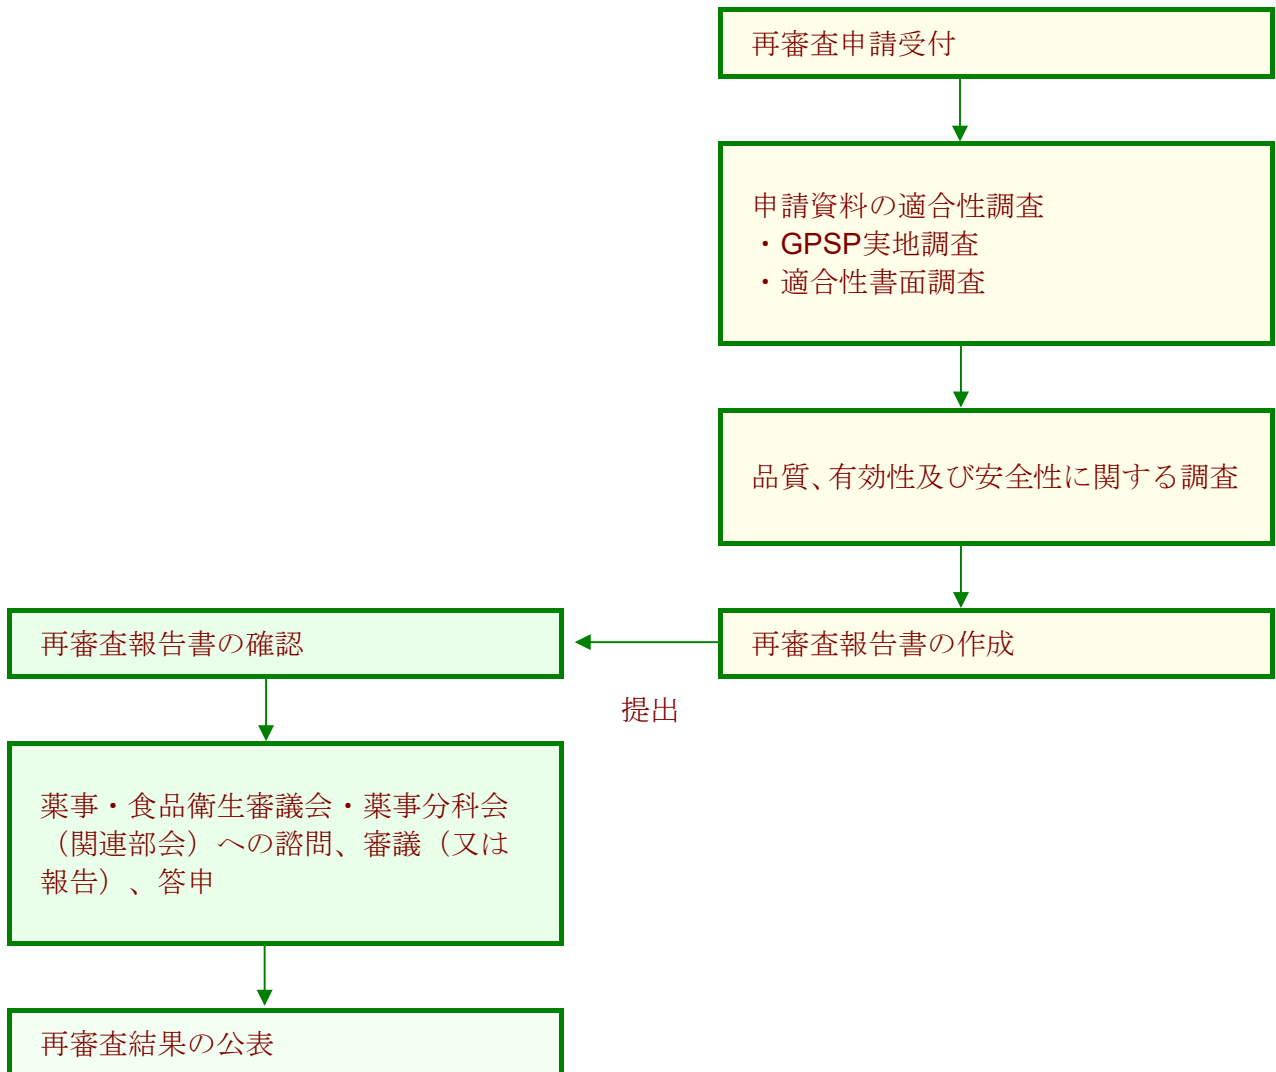 再審査申請受付
申請資料の適合性調査
・GPSP実地調査
・適合性書面調査
品質、有効性及び安全性に関する調査
再審査報告書の作成
提出
再審査報告書の確認
薬事・食品衛生審議会・薬事分科会
（関連部会）への諮問、審議（又は
報告）、答申
再審査結果の公表